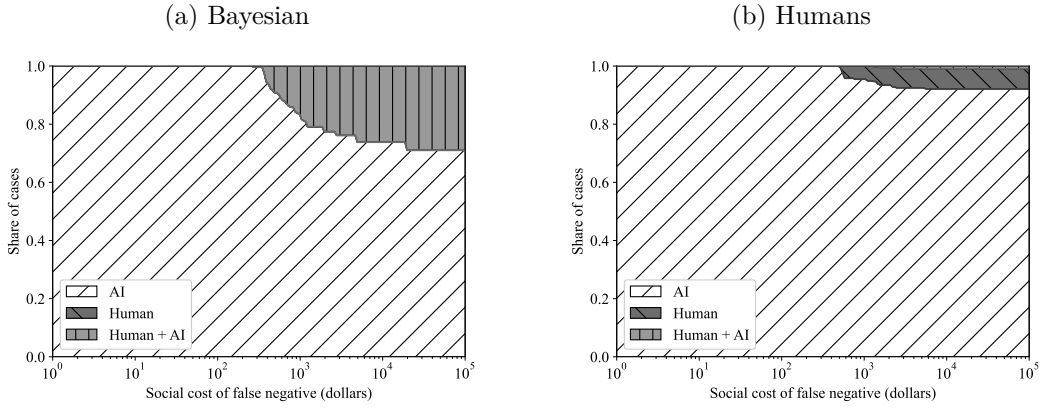 (a) Bayesian
(b) Humans
1.0
0.8
0.6
0.4
0.2
0.0
Share of cases
AI
Human
Human + AI
10^0
10^1
10^2
10^3
10^4
10^5
Social cost of false negative (dollars)
1.0
0.8
0.6
0.4
0.2
0.0
Share of cases
AI
Human
Human + AI
10^0
10^1
10^2
10^3
10^4
10^5
Social cost of false negative (dollars)